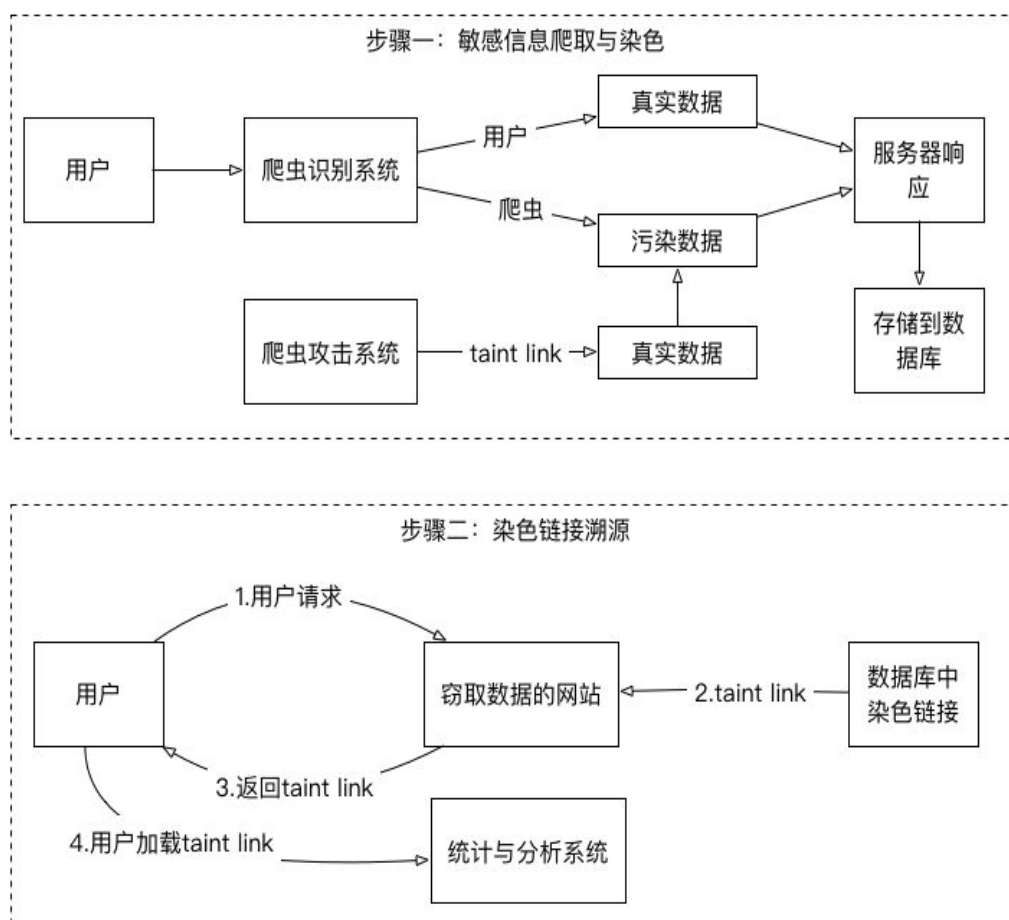 步骤一：敏感信息爬取与染色
真实数据
用户
用户
爬虫识别系统
服务器响
应
爬虫
污染数据
爬虫攻击系统
taint link
真实数据
存储到数
据库
步骤二：染色链接溯源
1.用户请求
用户
窃取数据的网站
2.taint link
数据库中
染色链接
3.返回taint link
4.用户加载taint link
统计与分析系统